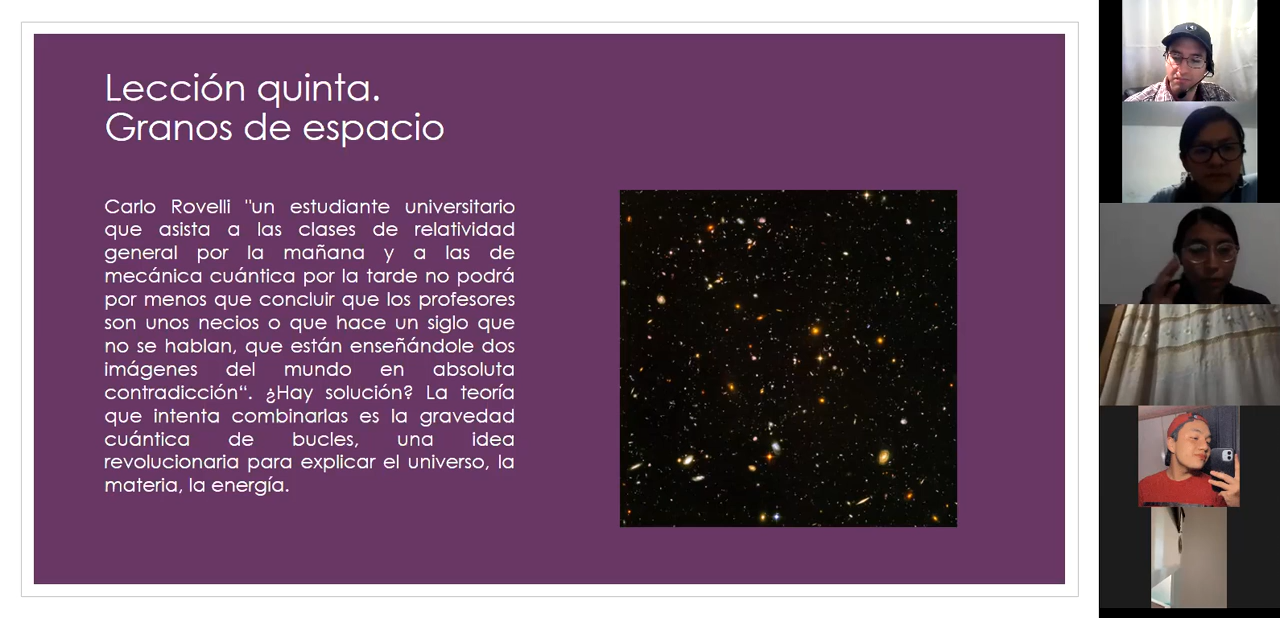 Lección quinta.
Granos de espacio
Carlo Rovelli "un estudiante universitario
que asista a las clases de relatividad
general por la mañana y a las de
mecánica cuántica por la tarde no podrá
por menos que concluir que los profesores
son unos necios o que hace un siglo que
no se hablan, que están enseñándole dos
imágenes del mundo en absoluta
contradicción“. ¿Hay solución? La teoría
que intenta combinarlas es la gravedad
cuántica de bucles, una idea
revolucionaria para explicar el universo, la
materia, la energía.